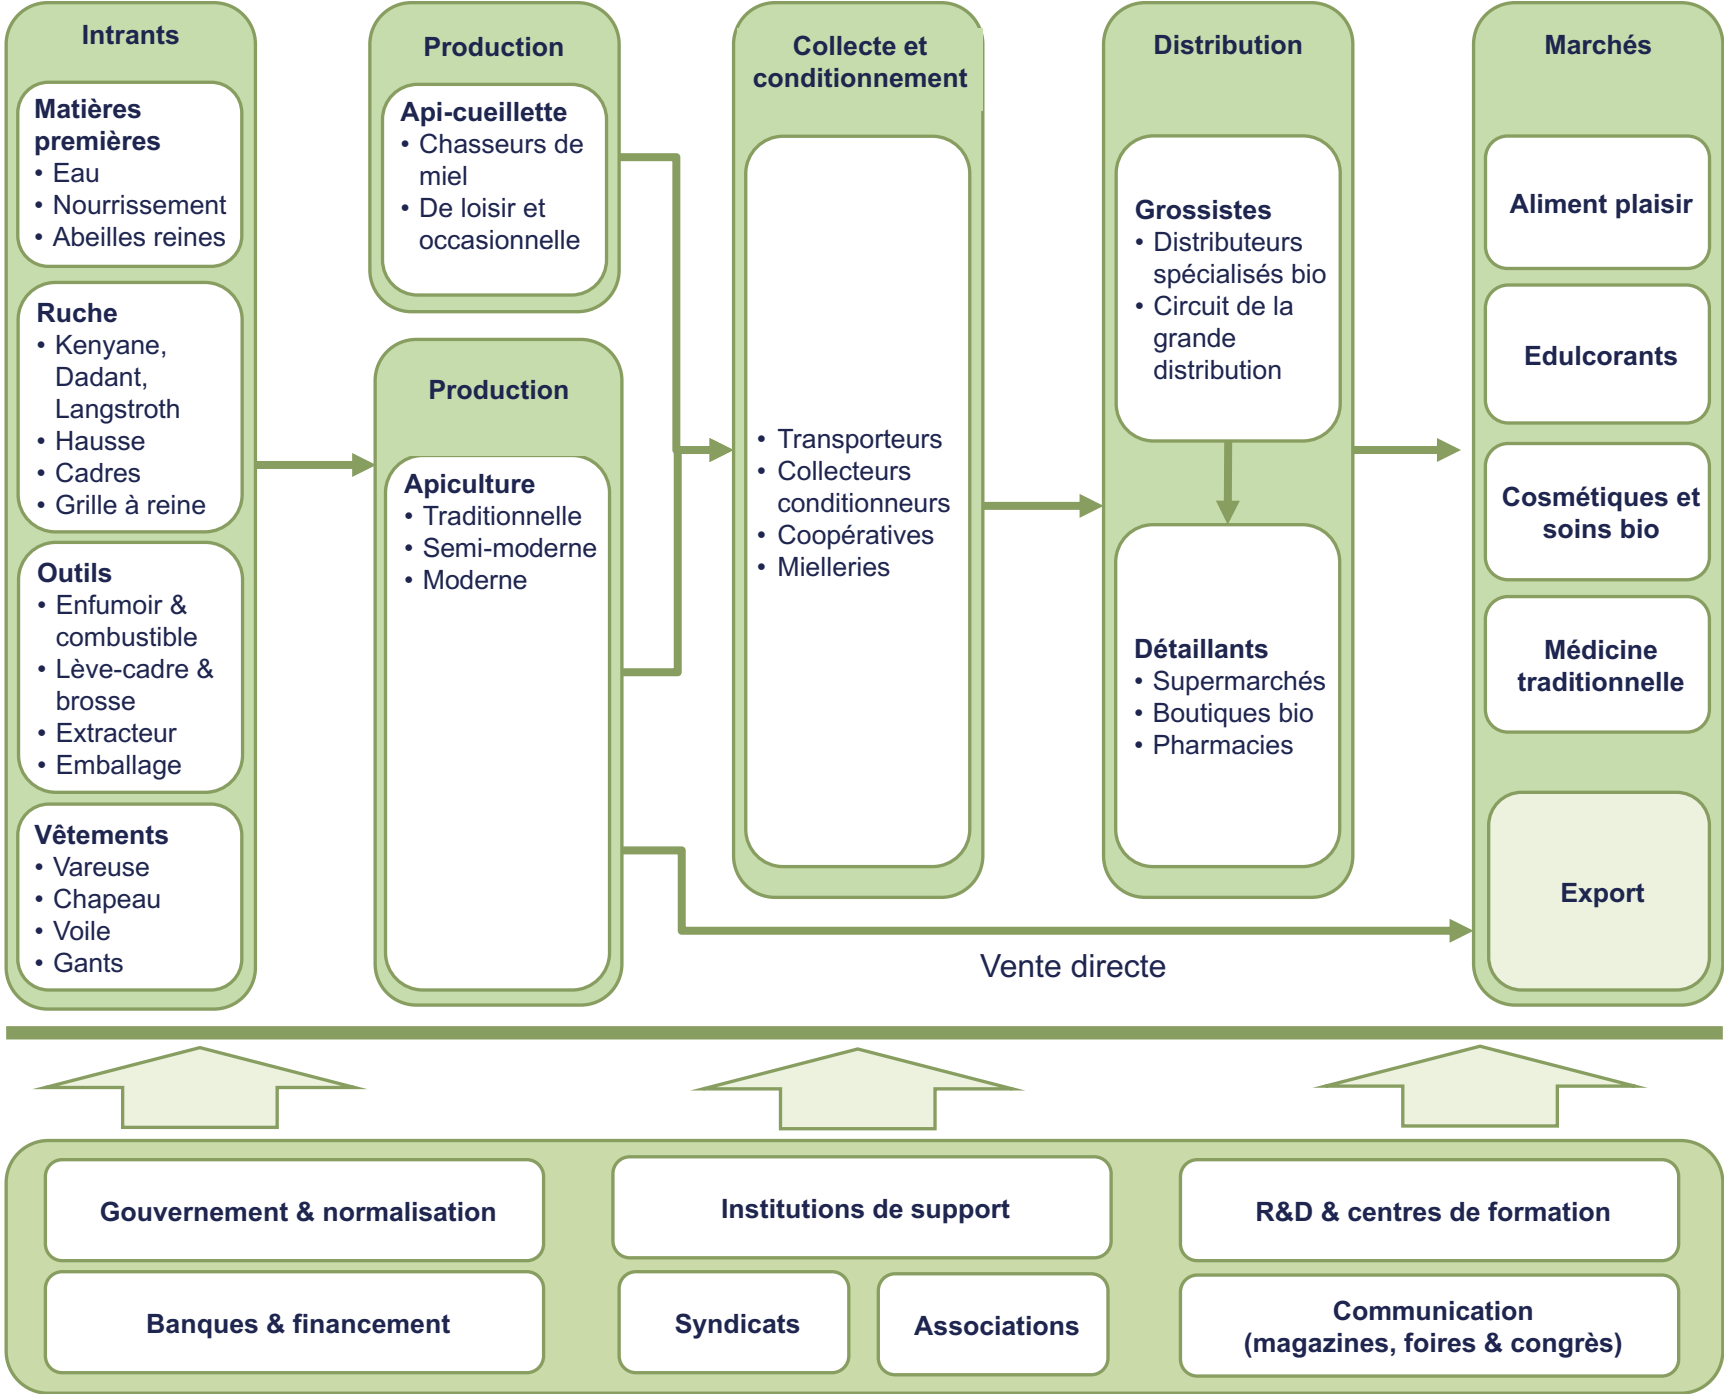 Intrants
Matières
premières
• Eau
• Nourrissement
• Abeilles reines
Ruche
• Kenyane,
Dadant,
Langstroth
• Hausse
• Cadres
• Grille à reine
Outils
• Enfumoir &
combustible
• Lève-cadre &
brosse
• Extracteur
• Emballage
Vêtements
• Vareuse
• Chapeau
• Voile
• Gants
Production
Api-cueillette
• Chasseurs de
miel
• De loisir et
occasionnelle
Production
Apiculture
• Traditionnelle
• Semi-moderne
• Moderne
Collecte et
conditionnement
• Transporteurs
• Collecteurs
conditionneurs
• Coopératives
• Mielleries
Distribution
Grossistes
• Distributeurs
spécialisés bio
• Circuit de la
grande
distribution
Détaillants
• Supermarchés
• Boutiques bio
• Pharmacies
Marchés
Aliment plaisir
Edulcorants
Cosmétiques et
soins bio
Médicine
traditionnelle
Export
Vente directe
Gouvernement & normalisation
Institutions de support
R&D & centres de formation
Banques & financement
Syndicats
Associations
Communication
(magazines, foires & congrès)